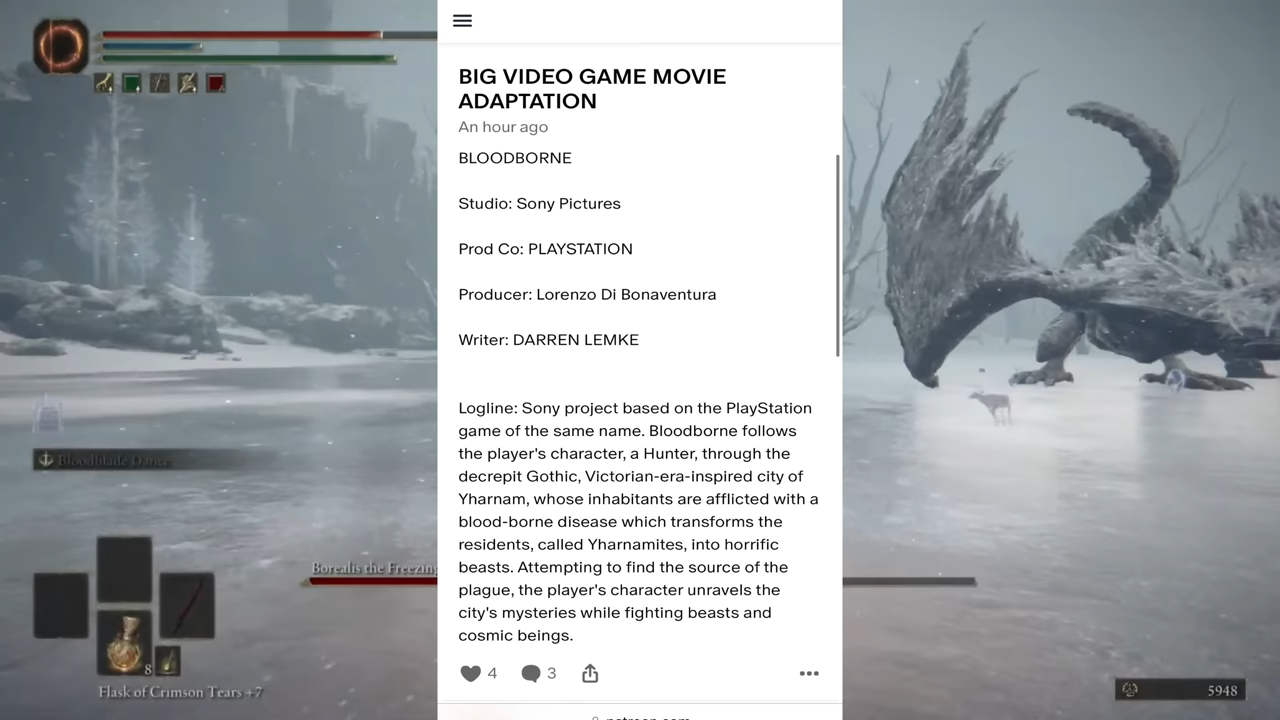 BIG VIDEO GAME MOVIE
ADAPTATION
An hour ago
BLOODBORNE
Studio: Sony Pictures
Prod Co: PLAYSTATION
Producer: Lorenzo Di Bonaventura
Writer: DARREN LEMKE
Logline: Sony project based on the PlayStation
game of the same name. Bloodborne follows
the player's character, a Hunter, through the
decrepit Gothic, Victorian-era-inspired city of
Yharnam, whose inhabitants are afflicted with a
blood-borne disease which transforms the
residents, called Yharnamites, into horrific
beasts. Attempting to find the source of the
plague, the player's character unravels the
city's mysteries while fighting beasts and
cosmic beings.
4
3
Bloodblade Dance
Borealis the Freezing
8
Flask of Crimson Tears +7
5948